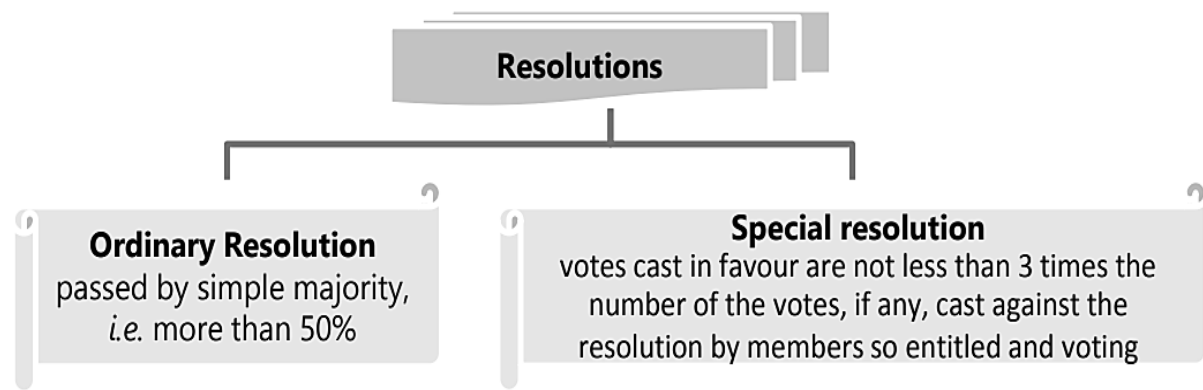 Resolutions
Ordinary Resolution
passed by simple majority,
i.e. more than 50%
Special resolution
votes cast in favour are not less than 3 times the
number of the votes, if any, cast against the
resolution by members so entitled and voting